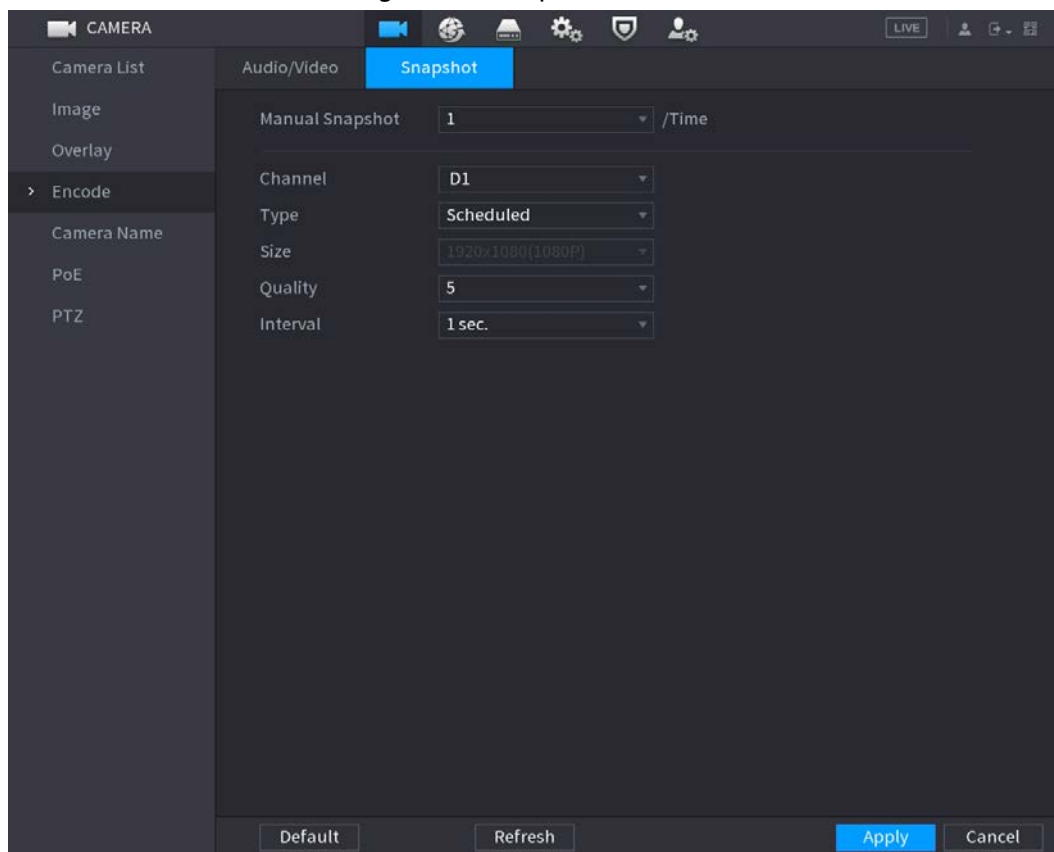 CAMERA LIVE
Camera List Audio/Video Snapshot
Image Manual Snapshot 1 /Time
Overlay
Channel D1
Encode
Type Scheduled
Camera Name
Size 1920x1080(1080P)
PoE Quality 5
PTZ Interval 1 sec.
Default Refresh Apply Cancel